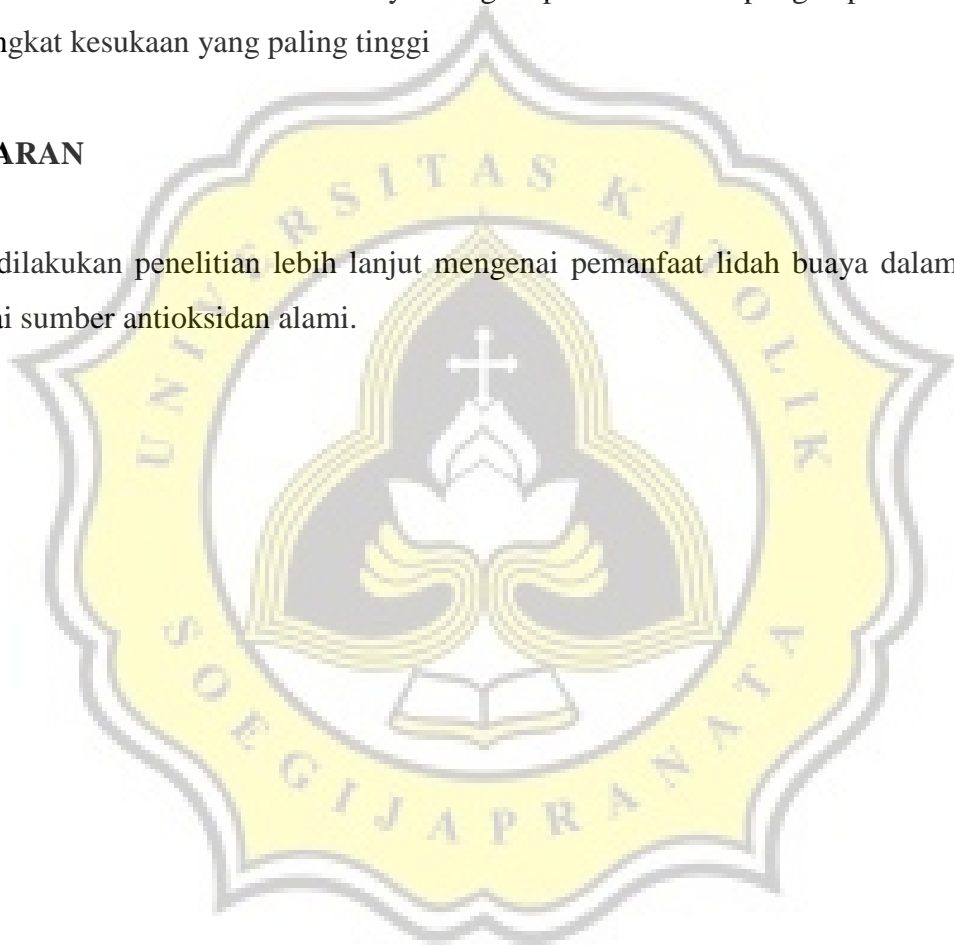 ngkat kesukaan yang paling tinggi
ARAN
dilakukan penelitian lebih lanjut mengenai pemanfaat lidah buaya dalam
ai sumber antioksidan alami.
UNIVERSITAS KATOLIK
SOEGIJAPRANATA